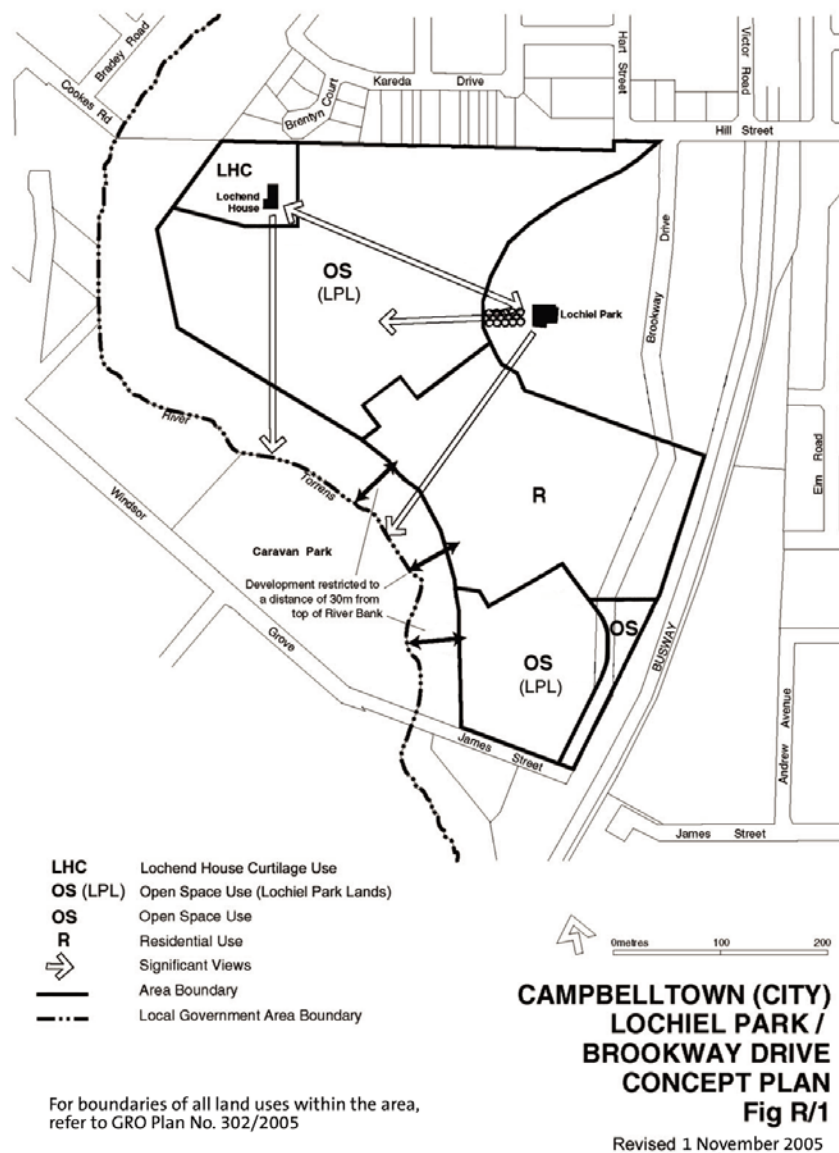 Bradey Road
Cookes Rd
Brentyn Court
Kareda Drive
Hart Street
Victor Road
Hill Street
LHC
Lochend
House
OS
(LPL)
Lochiel Park
Brookway Drive
River Torrens
Windsor Grove
R
Elm Road
Caravan Park
Development restricted to
a distance of 30m from
top of River Bank
OS
OS
(LPL)
BUSWAY
Andrew Avenue
James Street
James Street
LHC Lochend House Curtilage Use
OS (LPL) Open Space Use (Lochiel Park Lands)
OS Open Space Use
R Residential Use
Significant Views
Area Boundary
Local Government Area Boundary
0metres 100 200
CAMPBELLTOWN (CITY)
LOCHIEL PARK /
BROOKWAY DRIVE
CONCEPT PLAN
Fig R/1
Revised 1 November 2005
For boundaries of all land uses within the area,
refer to GRO Plan No. 302/2005